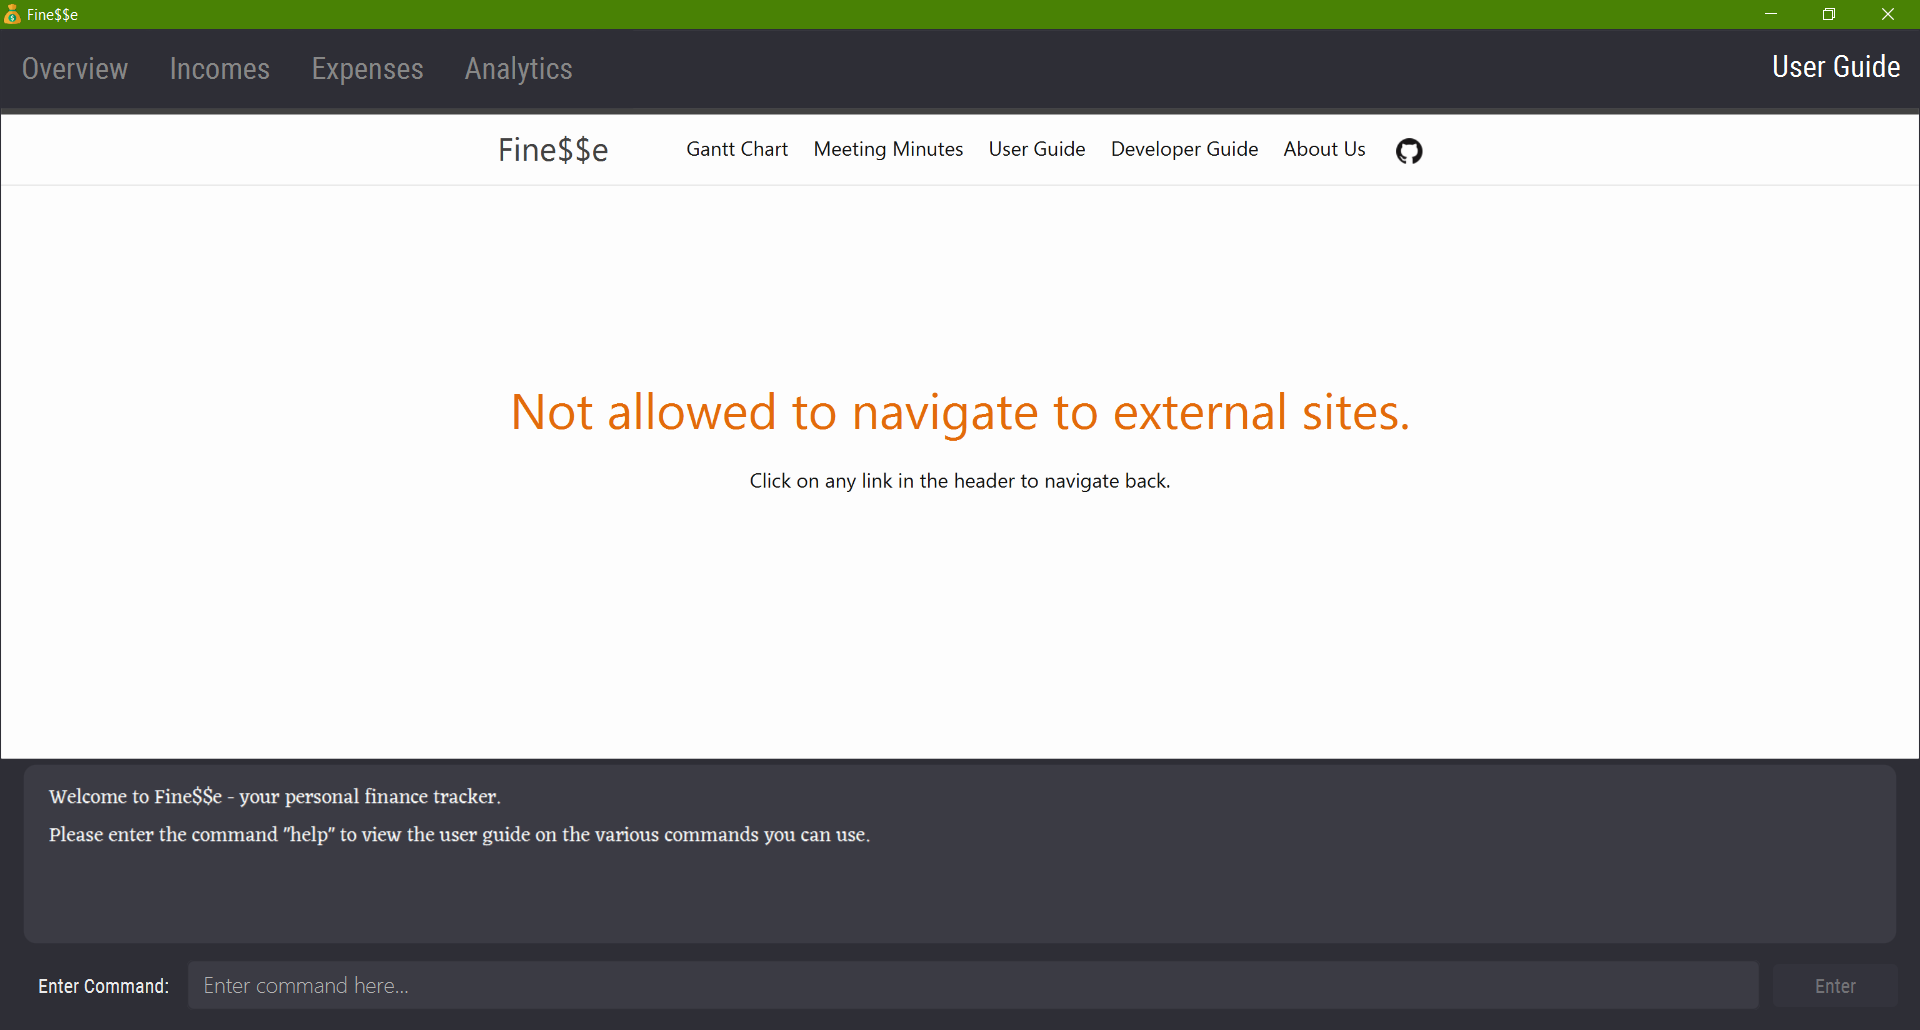 Fine$$e
Overview Incomes Expenses Analytics User Guide
Fine$$e Gantt Chart Meeting Minutes User Guide Developer Guide About Us
Not allowed to navigate to external sites.
Click on any link in the header to navigate back.
Welcome to Fine$$e - your personal finance tracker.
Please enter the command "help" to view the user guide on the various commands you can use.
Enter Command: Enter command here... Enter